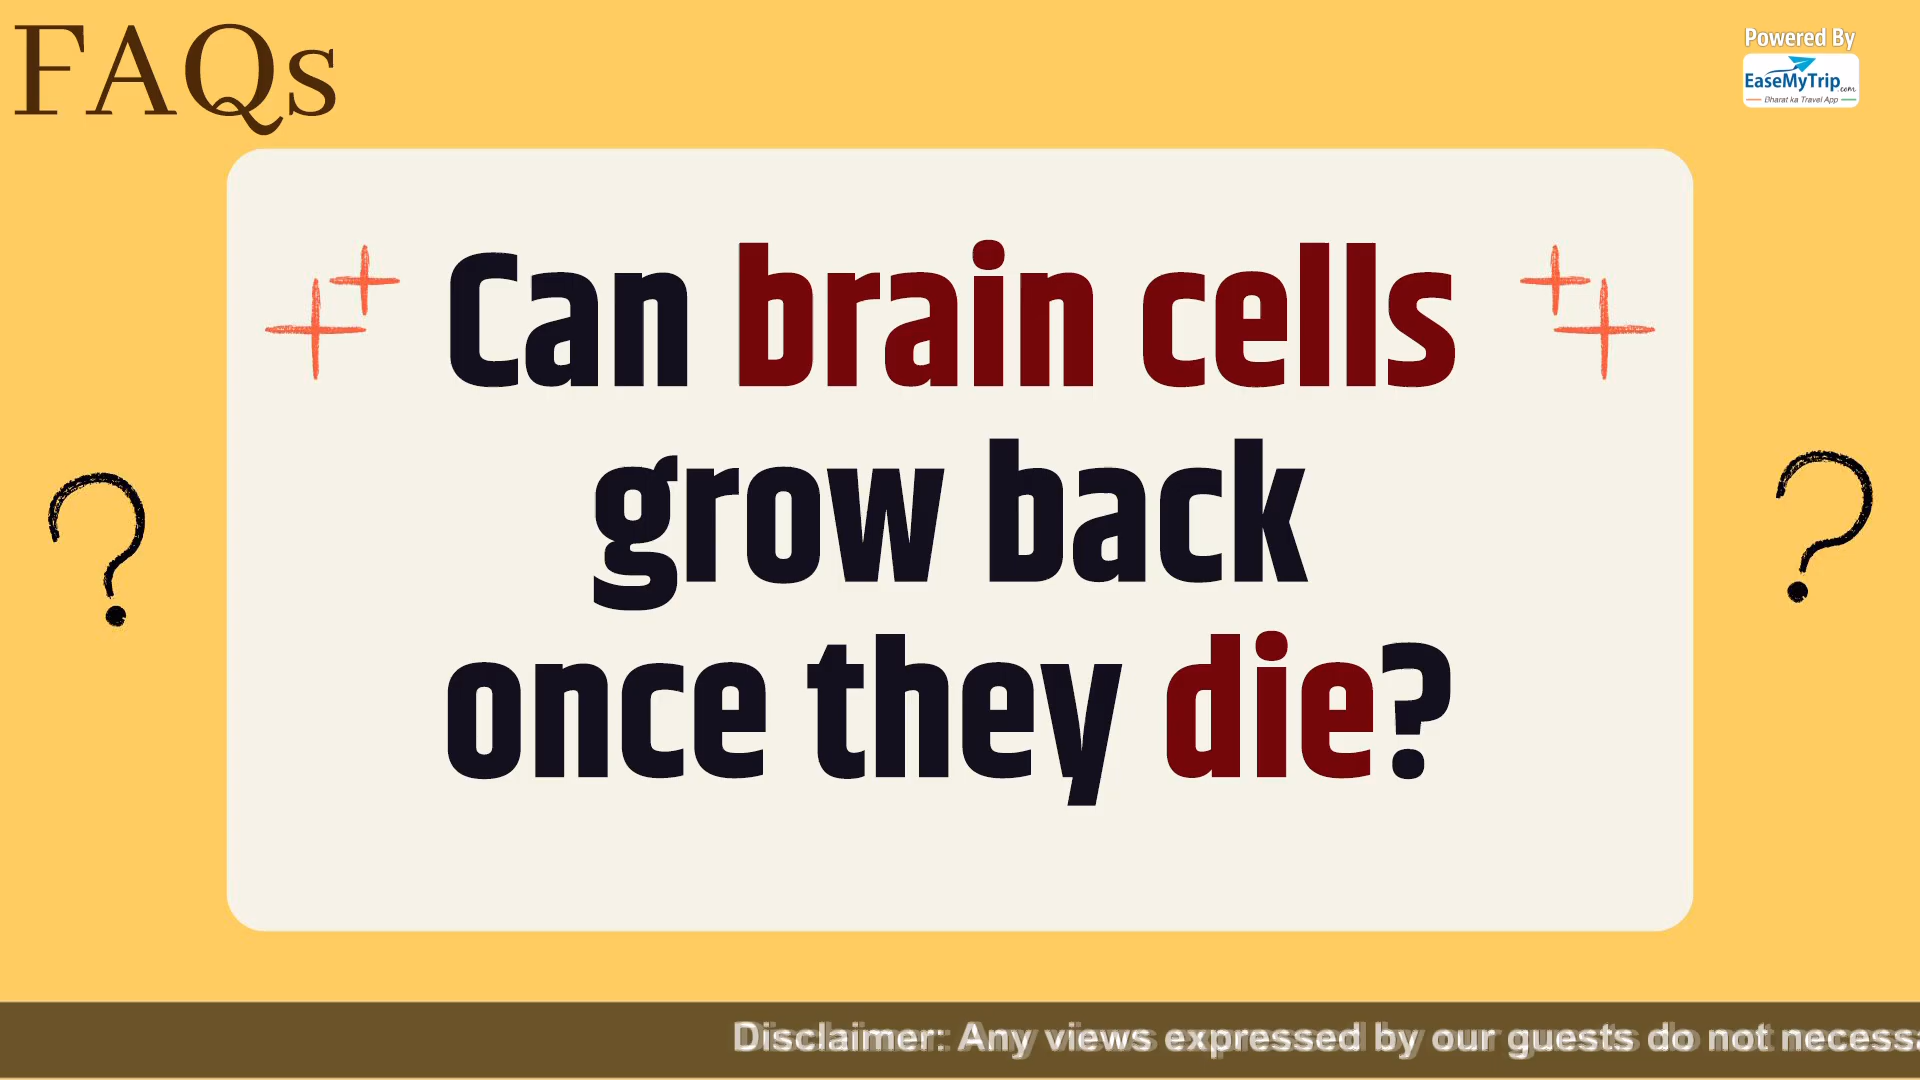 FAQs
Powered By
EaseMyTrip.com
Bharat ka Travel App
Can brain cells
grow back
once they die?
?
?
Disclaimer: Any views expressed by our guests do not necess